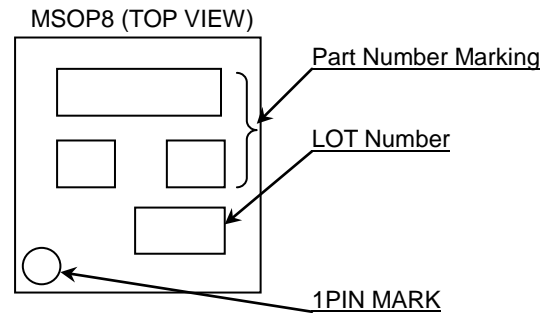 MSOP8 (TOP VIEW)
Part Number Marking
LOT Number
1PIN MARK